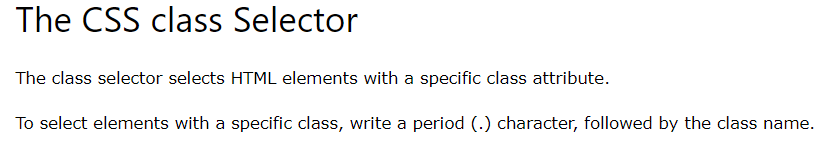 The CSS class Selector
The class selector selects HTML elements with a specific class attribute.
To select elements with a specific class, write a period (.) character, followed by the class name.